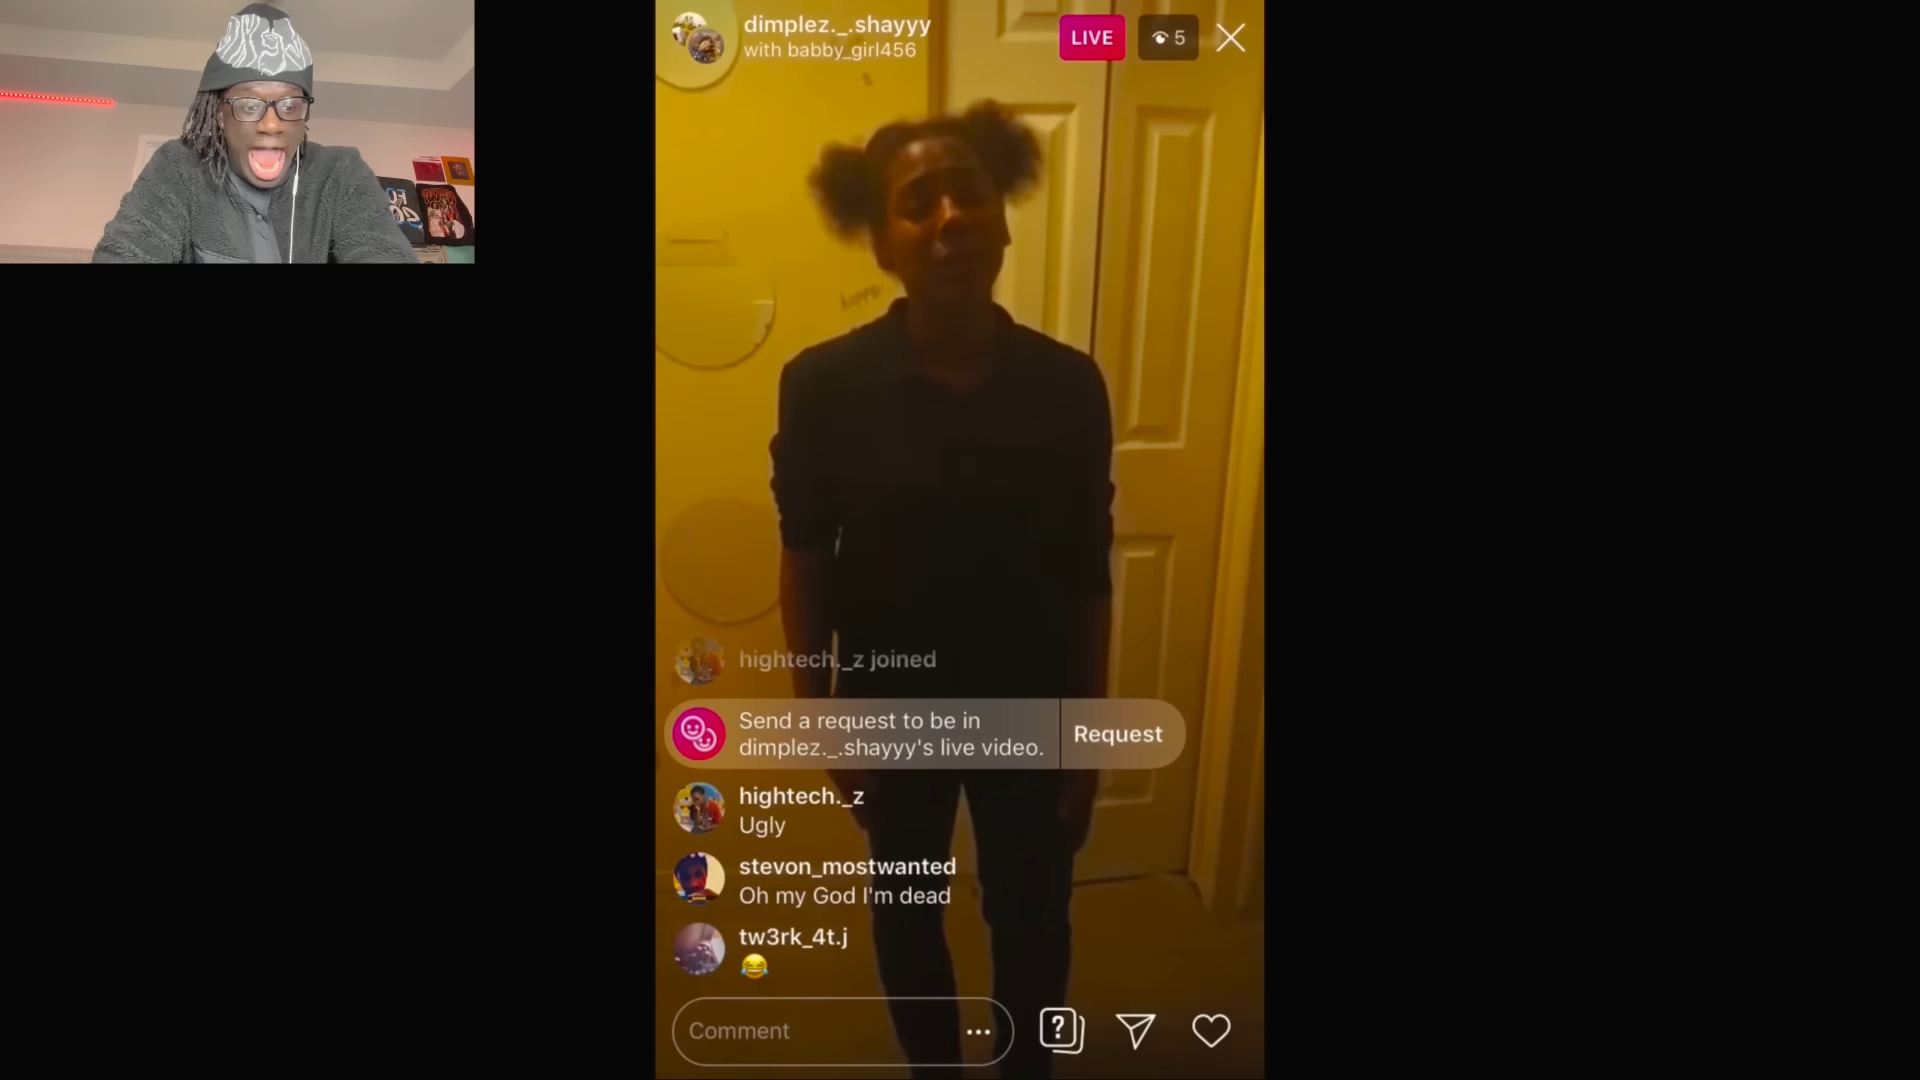 dimplez._.shayyy
with babby_girl456
LIVE
5
hightech._z joined
Send a request to be in
dimplez._.shayyy's live video.
Request
hightech._z
Ugly
stevon_mostwanted
Oh my God I'm dead
tw3rk_4t.j
😂
Comment